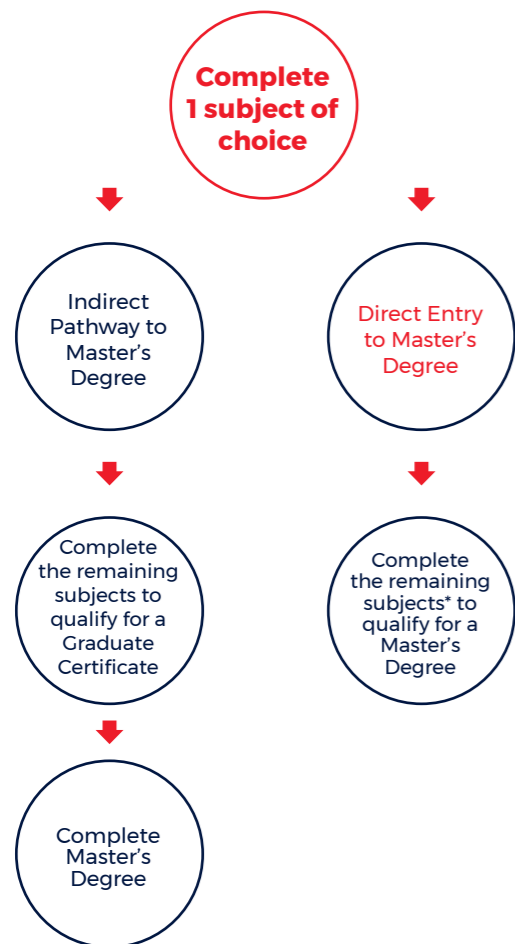 Complete
1 subject of
choice
Indirect
Pathway to
Master’s
Degree
Direct Entry
to Master’s
Degree
Complete
the remaining
subjects to
qualify for a
Graduate
Certificate
Complete
the remaining
subjects* to
qualify for a
Master’s
Degree
Complete
Master’s
Degree